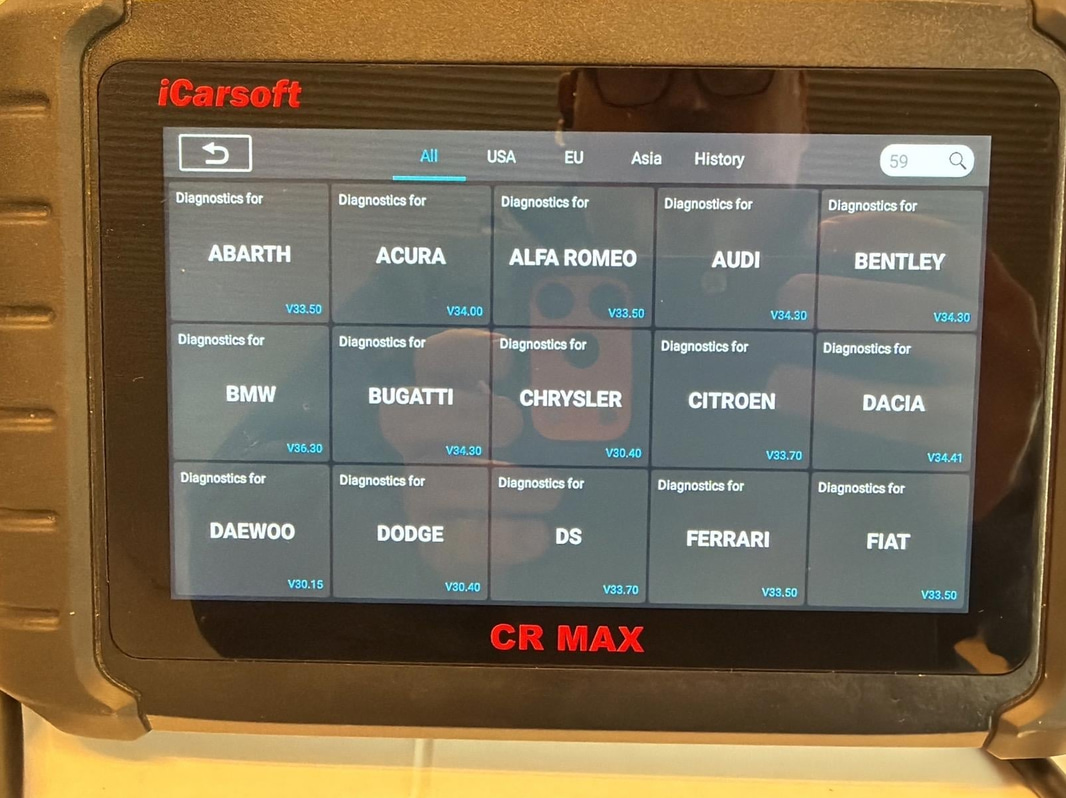 iCarsoft
All USA EU Asia History 59
Diagnostics for Diagnostics for Diagnostics for Diagnostics for Diagnostics for
ABARTH ACURA ALFA ROMEO AUDI BENTLEY
V33.50 V34.00 V33.50 V34.30 V34.30
Diagnostics for Diagnostics for Diagnostics for Diagnostics for Diagnostics for
BMW BUGATTI CHRYSLER CITROEN DACIA
V36.30 V34.30 V30.40 V33.70 V34.41
Diagnostics for Diagnostics for Diagnostics for Diagnostics for Diagnostics for
DAEWOO DODGE DS FERRARI FIAT
V30.15 V30.40 V33.70 V33.50 V33.50
CR MAX